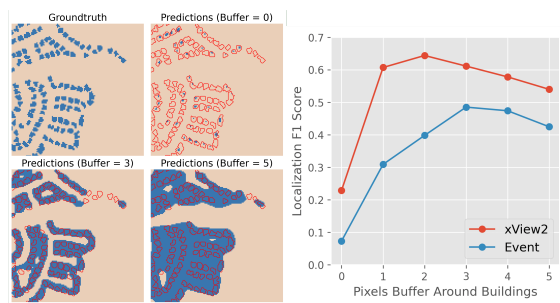 Groundtruth
Predictions (Buffer = 0)
Predictions (Buffer = 3)
Predictions (Buffer = 5)
Localization F1 Score
0.7
0.6
0.5
0.4
0.3
0.2
0.1
0.0
xView2
Event
0 1 2 3 4 5
Pixels Buffer Around Buildings